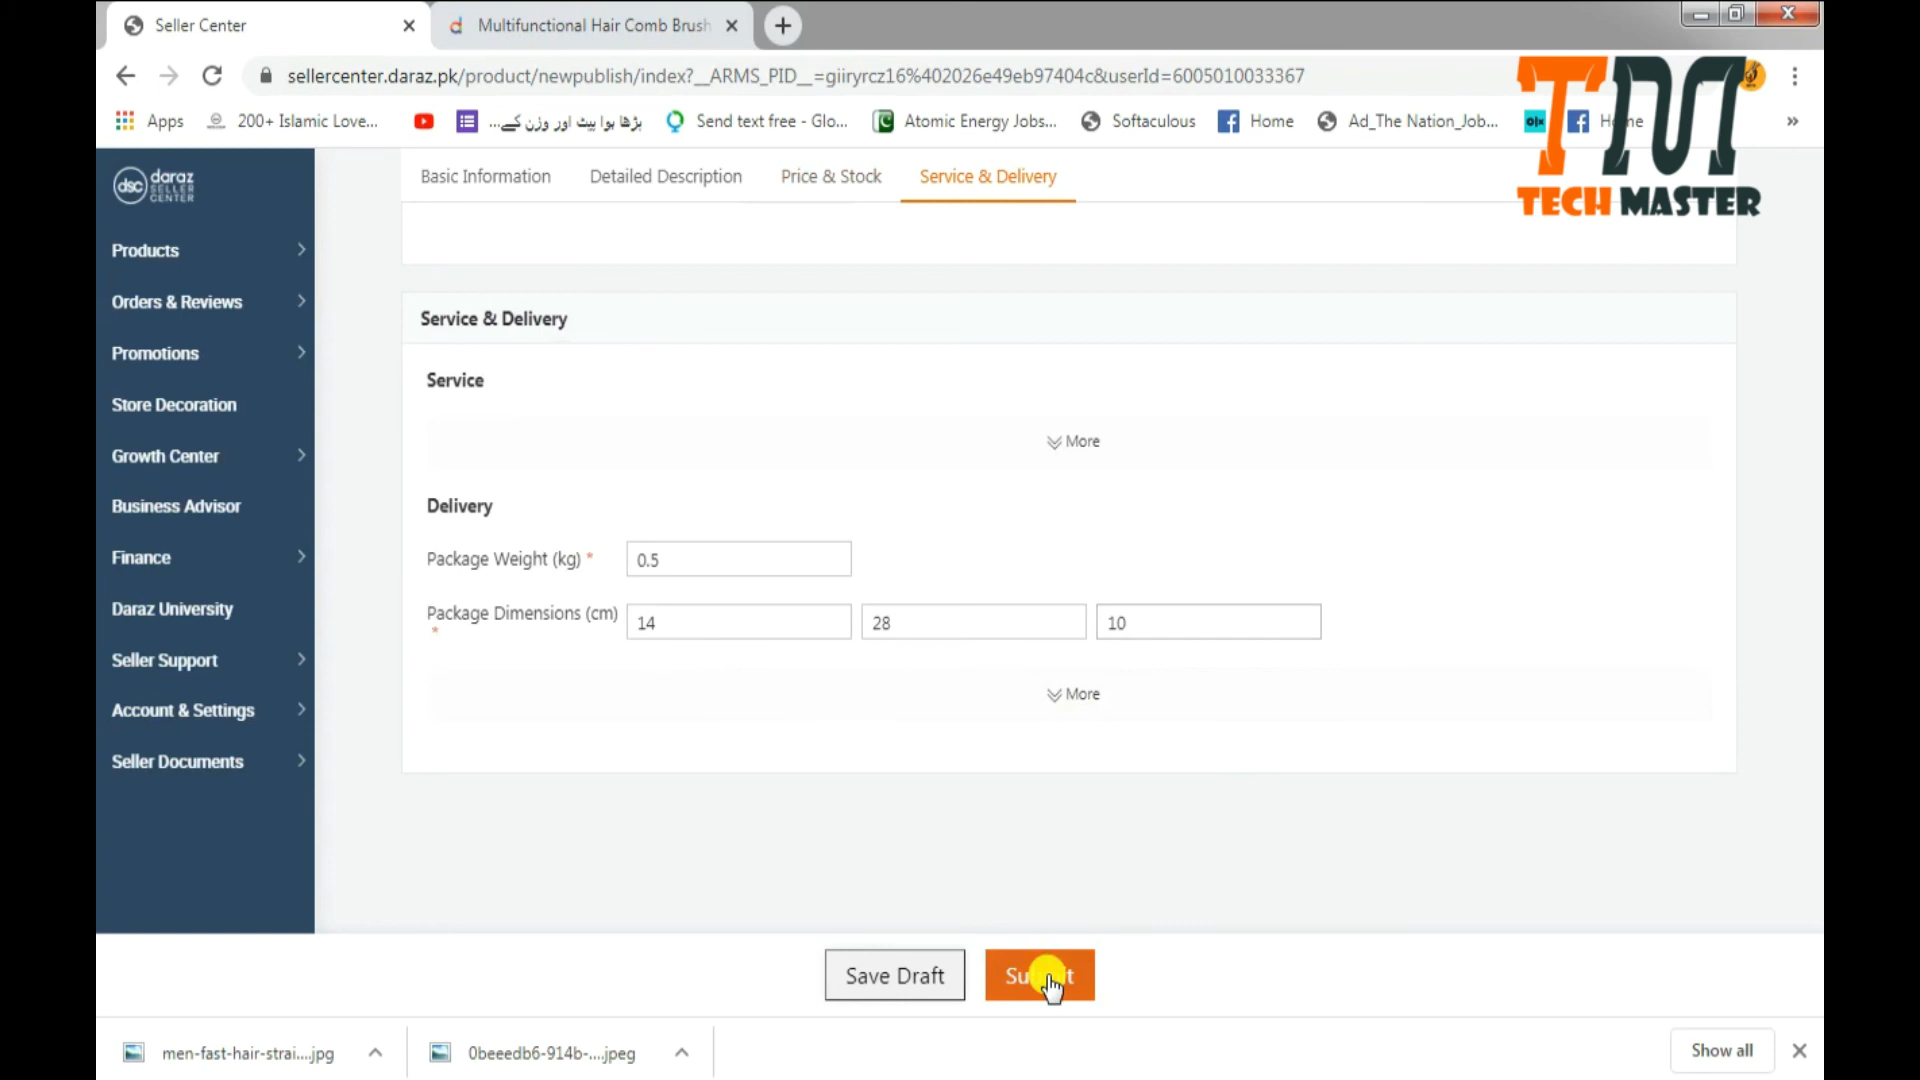 Seller Center
Multifunctional Hair Comb Brush
sellercenter.daraz.pk/product/newpublish/index?__ARMS_PID__=giiryrcz16%402026e49eb97404c&userId=6005010033367
Apps
200+ Islamic Love...
بڑھا ہوا پیٹ اور وزن کے...
Send text free - Glo...
Atomic Energy Jobs...
Softaculous
Home
Ad_The Nation_Job...
olx
TM
TECH MASTER
dsc daraz
SELLER
CENTER
Basic Information
Detailed Description
Price & Stock
Service & Delivery
Products
Orders & Reviews
Promotions
Store Decoration
Growth Center
Business Advisor
Finance
Daraz University
Seller Support
Account & Settings
Seller Documents
Service & Delivery
Service
More
Delivery
Package Weight (kg) *
0.5
Package Dimensions (cm)
*
14
28
10
More
Save Draft
men-fast-hair-strai....jpg
0beeedb6-914b-....jpeg
Show all